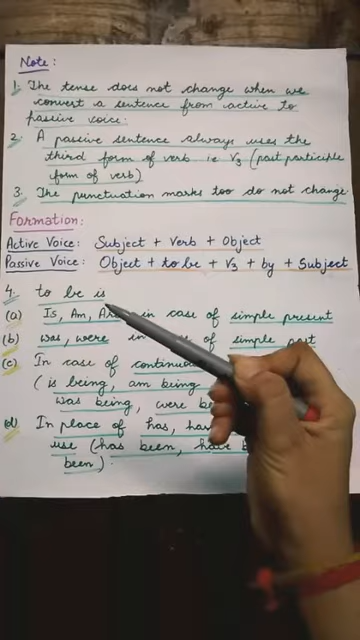 Note:
1. The tense does not change when we
convert a sentence from active to
passive voice.
2. A passive sentence always uses the
third form of verb i.e V3 (past participle
form of verb)
3. The punctuation marks too do not change
Formation:
Active Voice: Subject + Verb + Object
Passive Voice: Object + to be + V3 + by + Subject
4. to be is
(a) Is, Am, in case of simple present
(b) was, were in of simple past
(c) In case of
(is being, am being
was being, were
(d) In place of has,
use (has been, have
been).